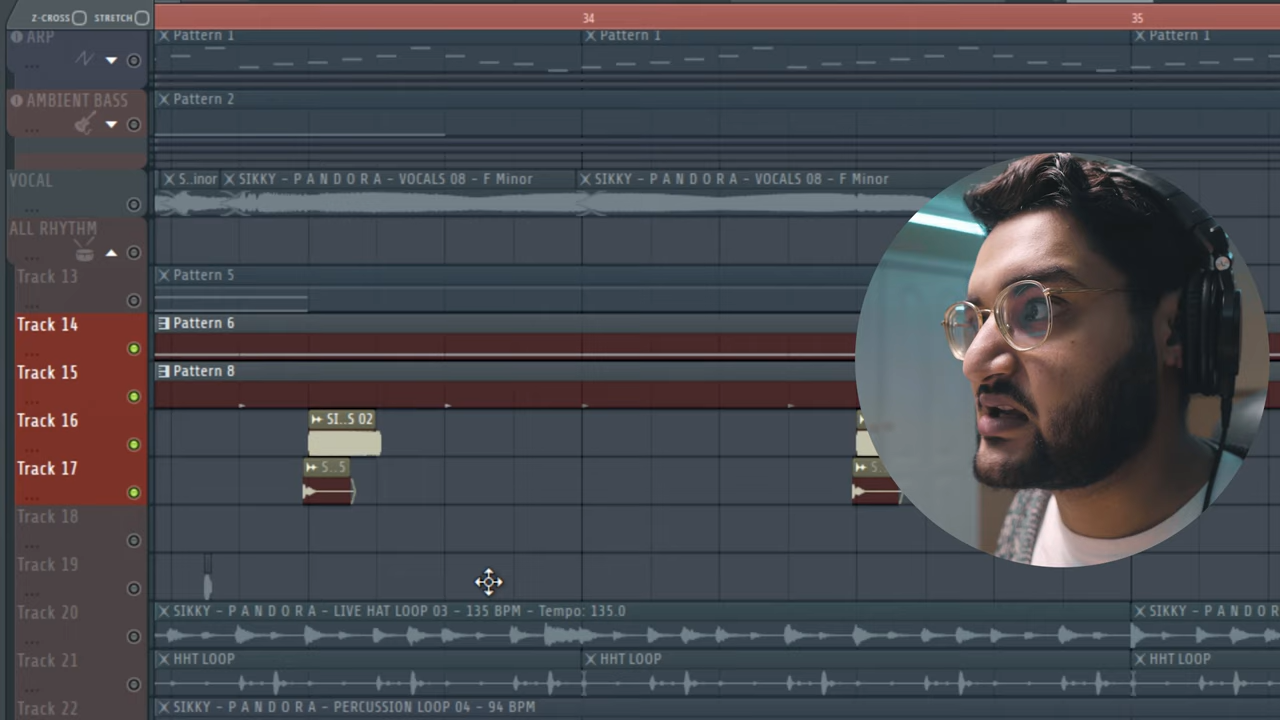 Z-CROSS STRETCH
34 35
ARP Pattern 1 Pattern 1 Pattern 1
AMBIENT BASS Pattern 2
VOCAL S..inor SIKKY - P A N D O R A - VOCALS 08 - F Minor SIKKY - P A N D O R A - VOCALS 08 - F Minor
ALL RHYTHM
Track 13 Pattern 5
Track 14 Pattern 6
Track 15 Pattern 8
Track 16 SI..S 02
Track 17 S..5 S.
Track 18
Track 19
Track 20 SIKKY - P A N D O R A - LIVE HAT LOOP 03 - 135 BPM - Tempo: 135.0 SIKKY - P A N D O R
Track 21 HHT LOOP HHT LOOP HHT LOOP
Track 22 SIKKY - P A N D O R A - PERCUSSION LOOP 04 - 94 BPM